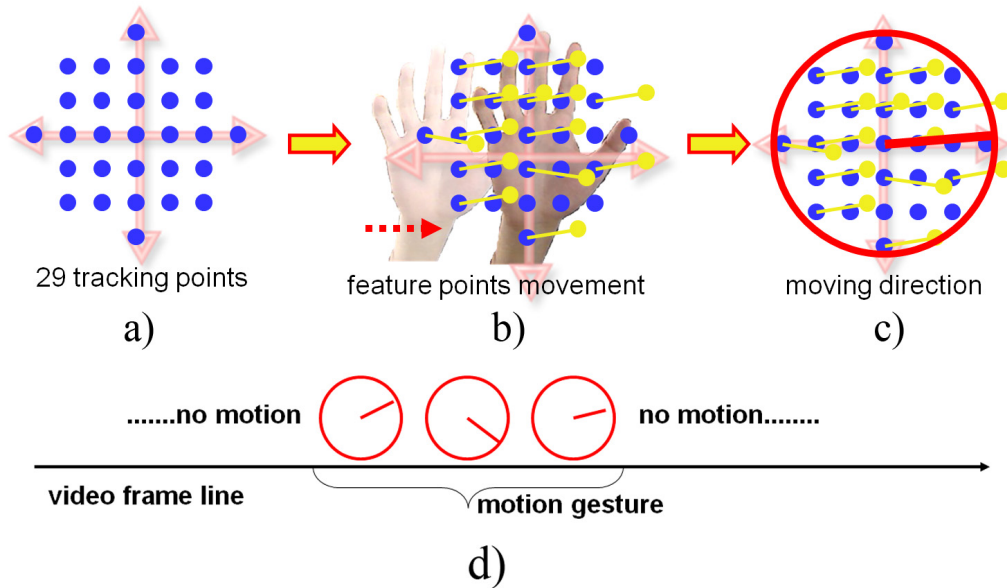 29 tracking points
feature points movement
moving direction
a)
b)
c)
.......no motion
no motion........
video frame line
motion gesture
d)